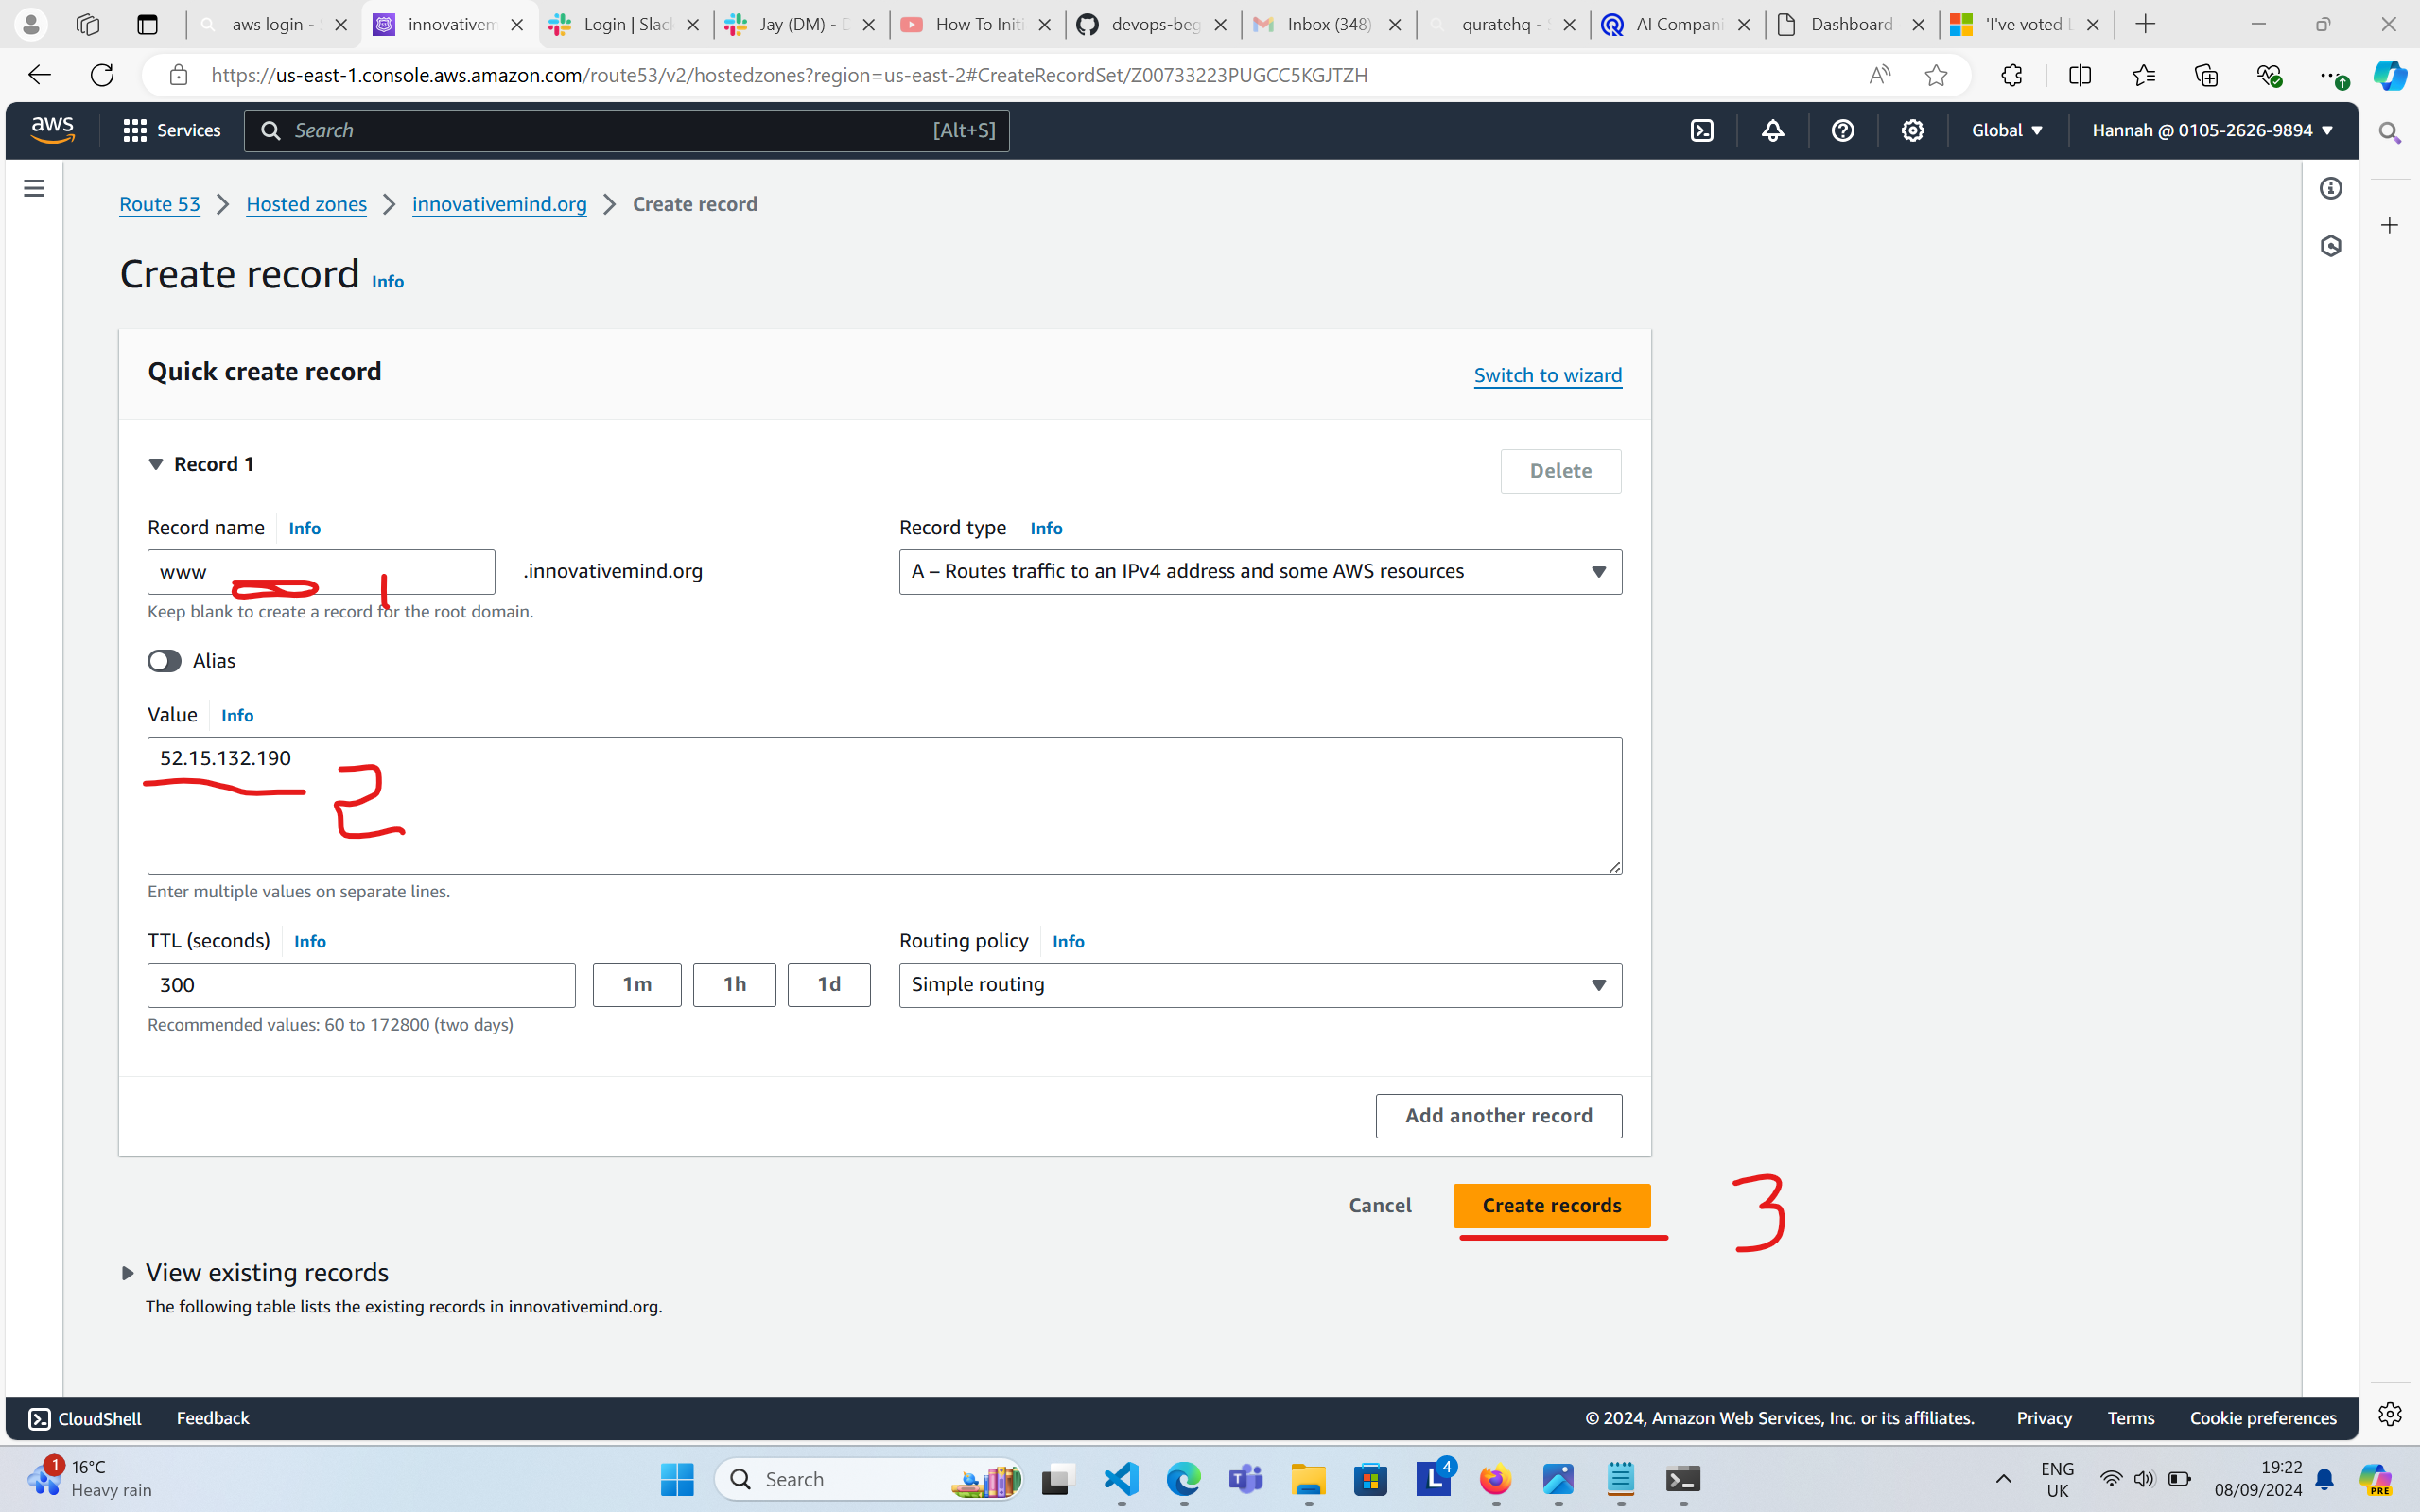 aws login - S
innovativem
Login | Slack
Jay (DM) - D
How To Initi
devops-beg
Inbox (348)
quratehq - S
AI Compani
Dashboard
'I've voted L
https://us-east-1.console.aws.amazon.com/route53/v2/hostedzones?region=us-east-2#CreateRecordSet/Z00733223PUGCC5KGJTZH
aws
Services
Search
[Alt+S]
Global
Hannah @ 0105-2626-9894
Route 53
Hosted zones
innovativemind.org
Create record
Create record Info
Quick create record
Switch to wizard
Record 1
Delete
Record name Info
Record type Info
www
.innovativemind.org
A – Routes traffic to an IPv4 address and some AWS resources
1
Keep blank to create a record for the root domain.
Alias
Value Info
52.15.132.190
2
Enter multiple values on separate lines.
TTL (seconds) Info
Routing policy Info
300
1m
1h
1d
Simple routing
Recommended values: 60 to 172800 (two days)
Add another record
Cancel
Create records
3
View existing records
The following table lists the existing records in innovativemind.org.
CloudShell
Feedback
© 2024, Amazon Web Services, Inc. or its affiliates.
Privacy
Terms
Cookie preferences
1
16°C
Heavy rain
Search
4
ENG
UK
19:22
08/09/2024
PRE